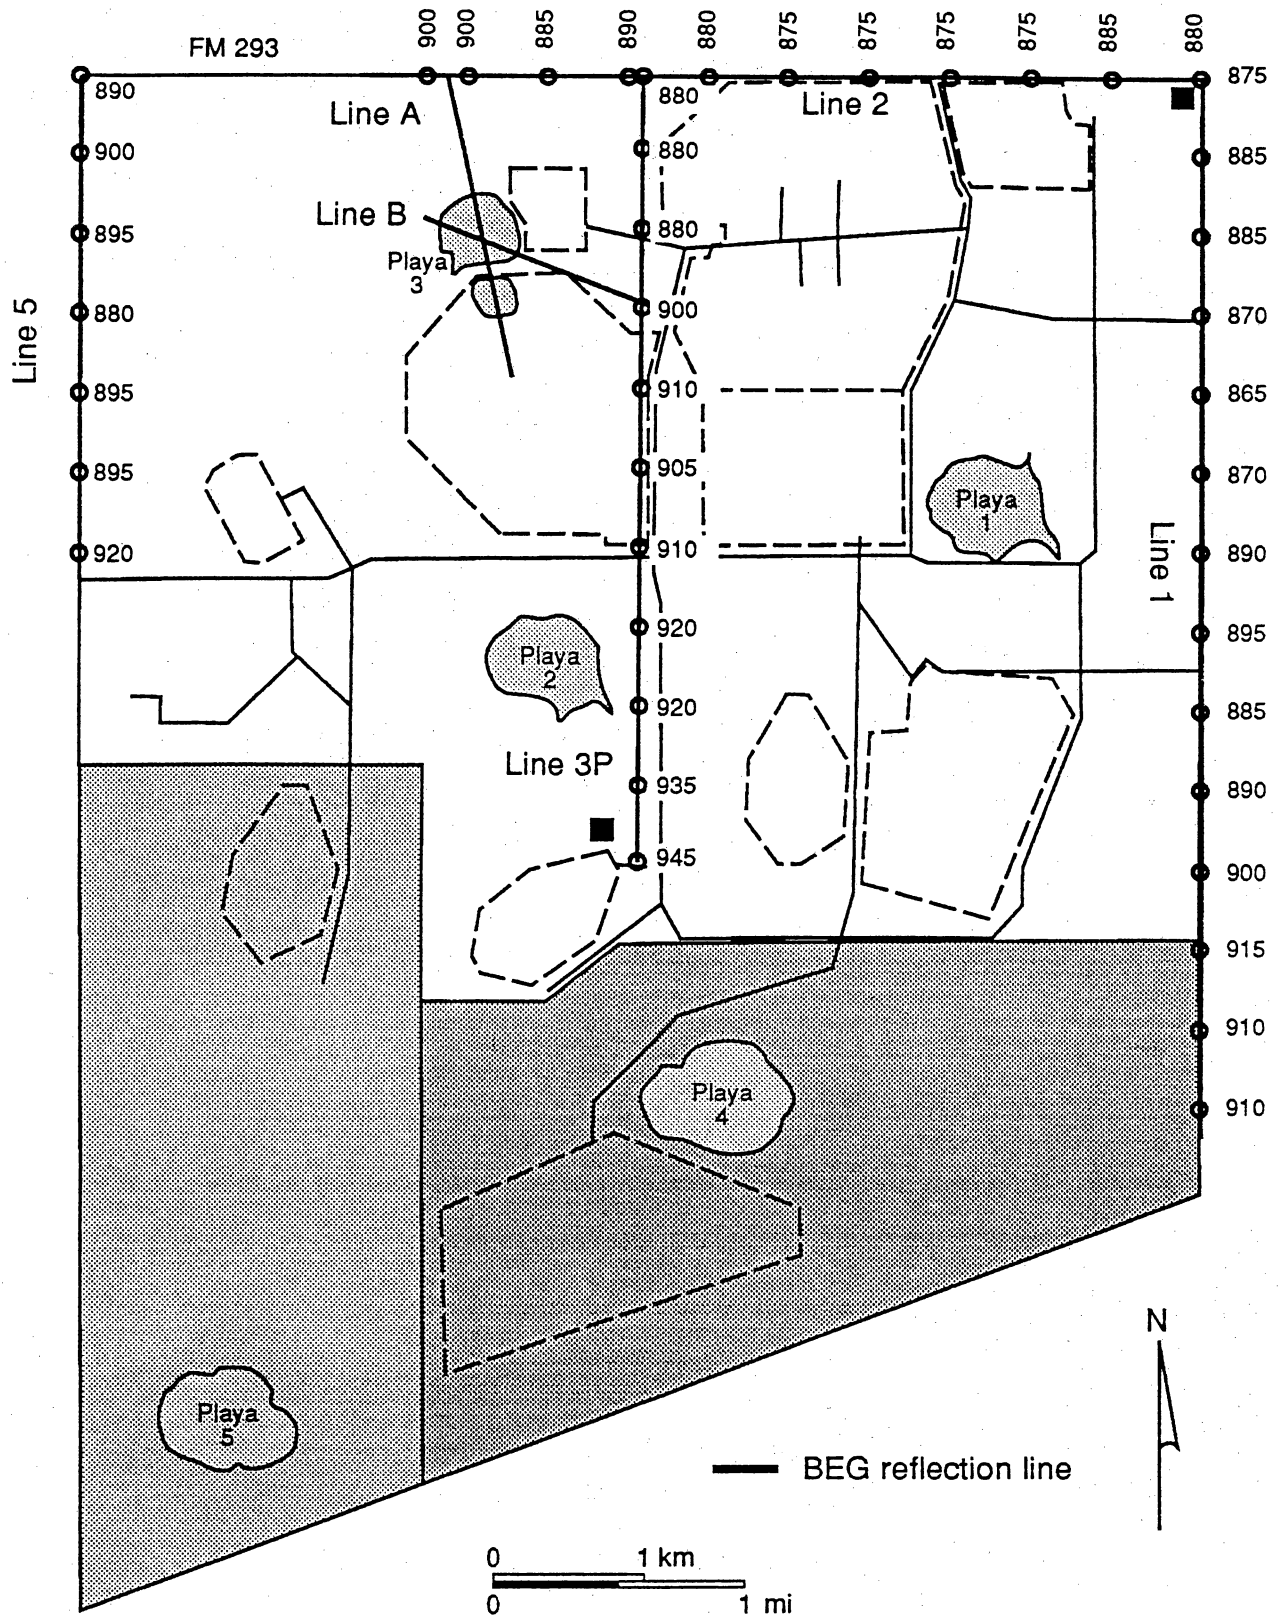 900 900 885 890 880 875 875 875 875 885 880
FM 293
890
880
875
Line A
Line 2
900
880
885
Line B
895
880
885
Playa
3
Line 5
880
900
870
895
910
865
895
905
870
Playa
1
920
910
890
Line 1
920
895
Playa
2
920
885
Line 3P
935
890
945
900
915
910
Playa
4
910
N
Playa
5
BEG reflection line
0 1 km
0 1 mi